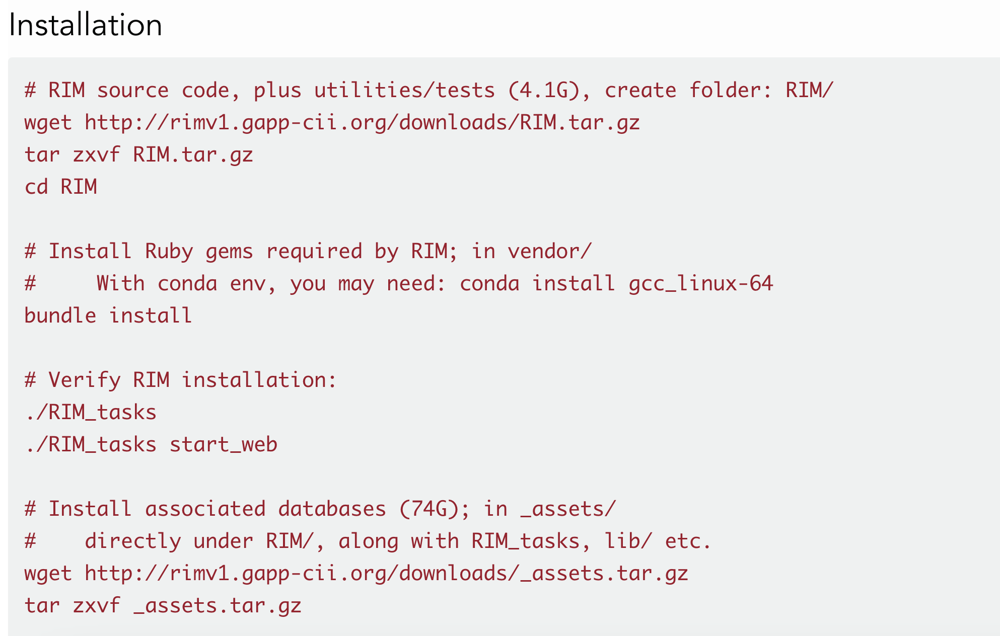 Installation
# RIM source code, plus utilities/tests (4.1G), create folder: RIM/
wget http://rimv1.gapp-cii.org/downloads/RIM.tar.gz
tar zxvf RIM.tar.gz
cd RIM
# Install Ruby gems required by RIM; in vendor/
#     With conda env, you may need: conda install gcc_linux-64
bundle install
# Verify RIM installation:
./RIM_tasks
./RIM_tasks start_web
# Install associated databases (74G); in _assets/
#    directly under RIM/, along with RIM_tasks, lib/ etc.
wget http://rimv1.gapp-cii.org/downloads/_assets.tar.gz
tar zxvf _assets.tar.gz